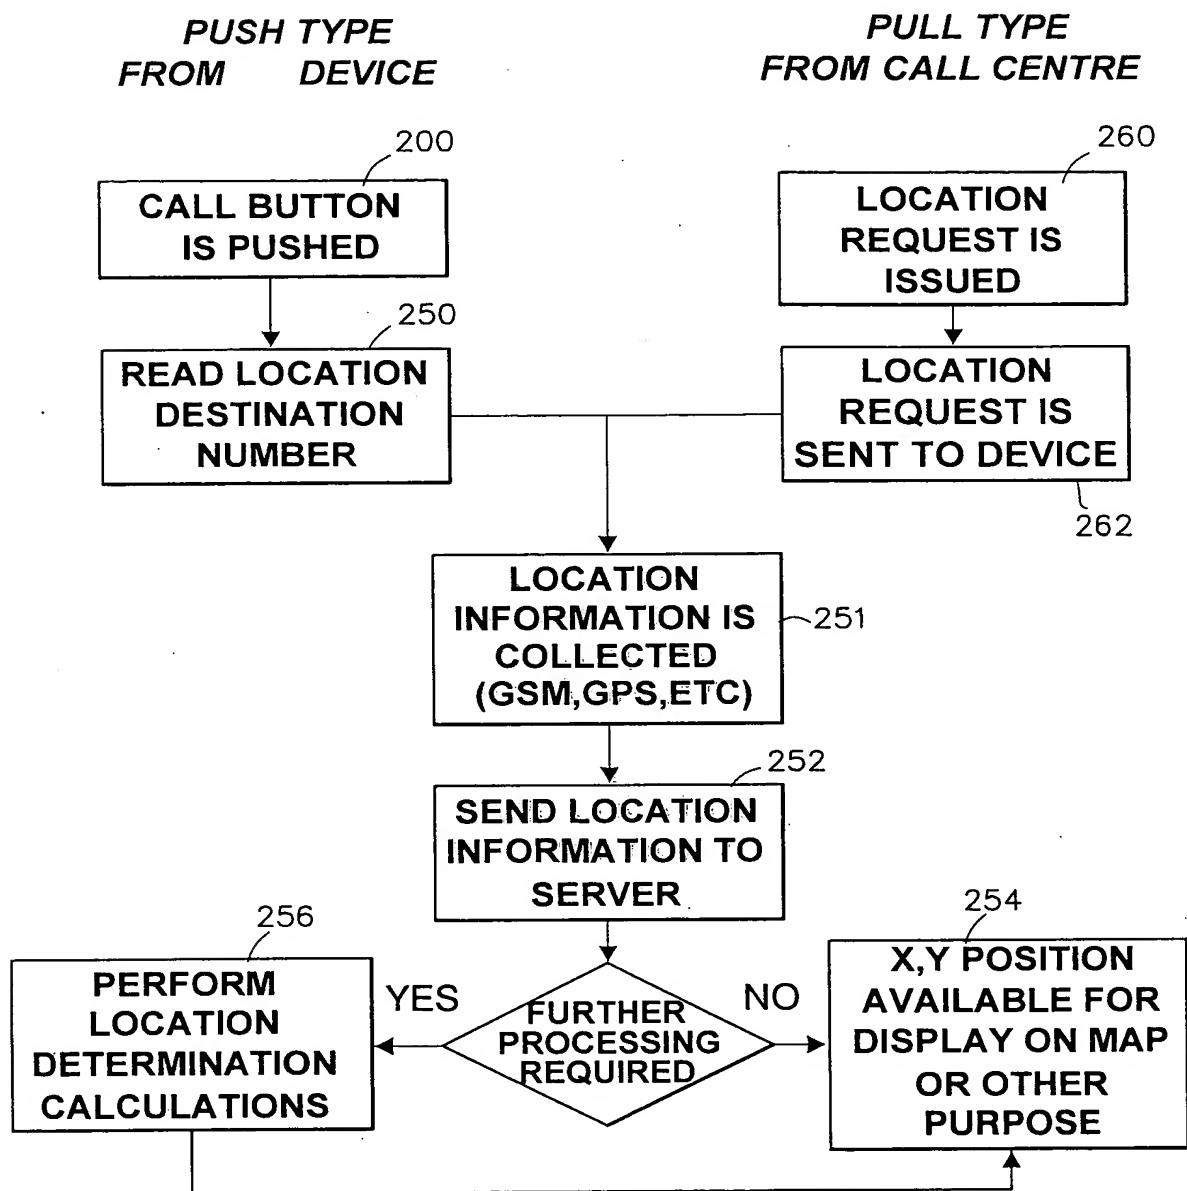 PUSH TYPE
FROM DEVICE
PULL TYPE
FROM CALL CENTRE
200
CALL BUTTON
IS PUSHED
260
LOCATION
REQUEST IS
ISSUED
250
READ LOCATION
DESTINATION
NUMBER
LOCATION
REQUEST IS
SENT TO DEVICE
262
LOCATION
INFORMATION IS
COLLECTED
(GSM,GPS,ETC)
251
252
SEND LOCATION
INFORMATION TO
SERVER
256
PERFORM
LOCATION
DETERMINATION
CALCULATIONS
YES
FURTHER
PROCESSING
REQUIRED
NO
254
X,Y POSITION
AVAILABLE FOR
DISPLAY ON MAP
OR OTHER
PURPOSE